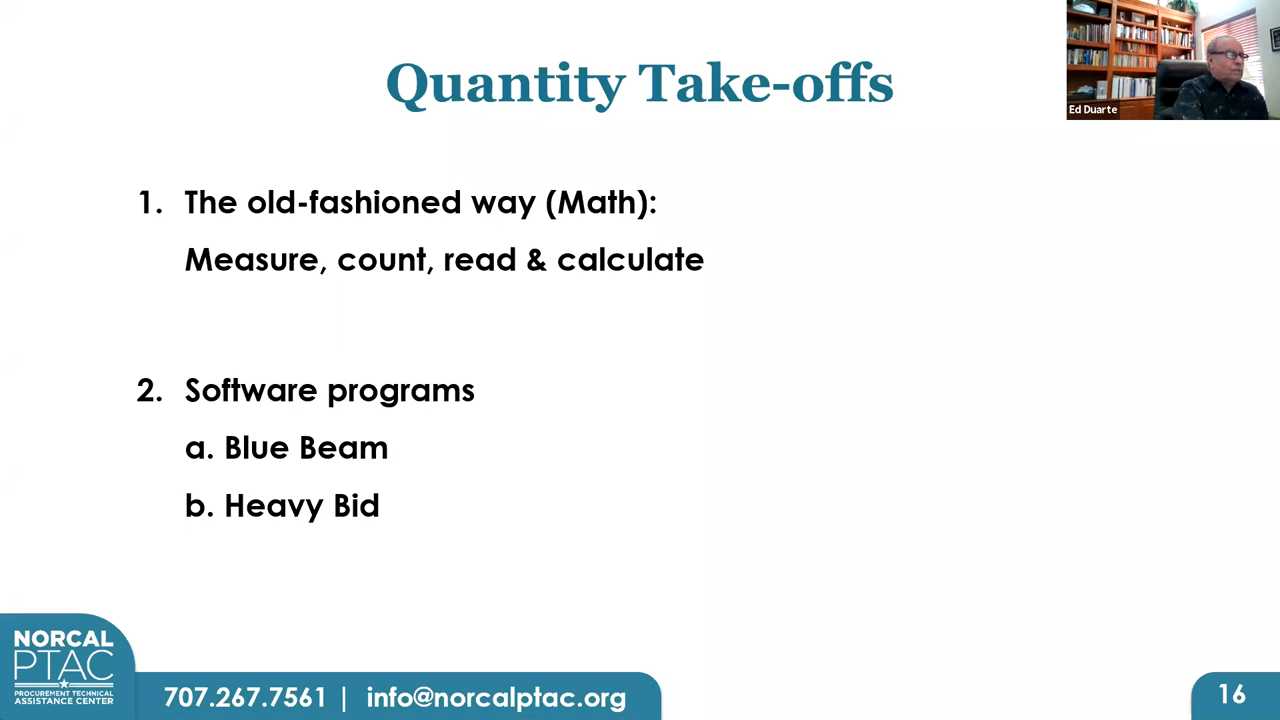 Quantity Take-offs
Ed Duarte
1. The old-fashioned way (Math):
Measure, count, read & calculate
2. Software programs
a. Blue Beam
b. Heavy Bid
NORCAL
PTAC
PROCUREMENT TECHNICAL
ASSISTANCE CENTER
707.267.7561 | info@norcalptac.org
16